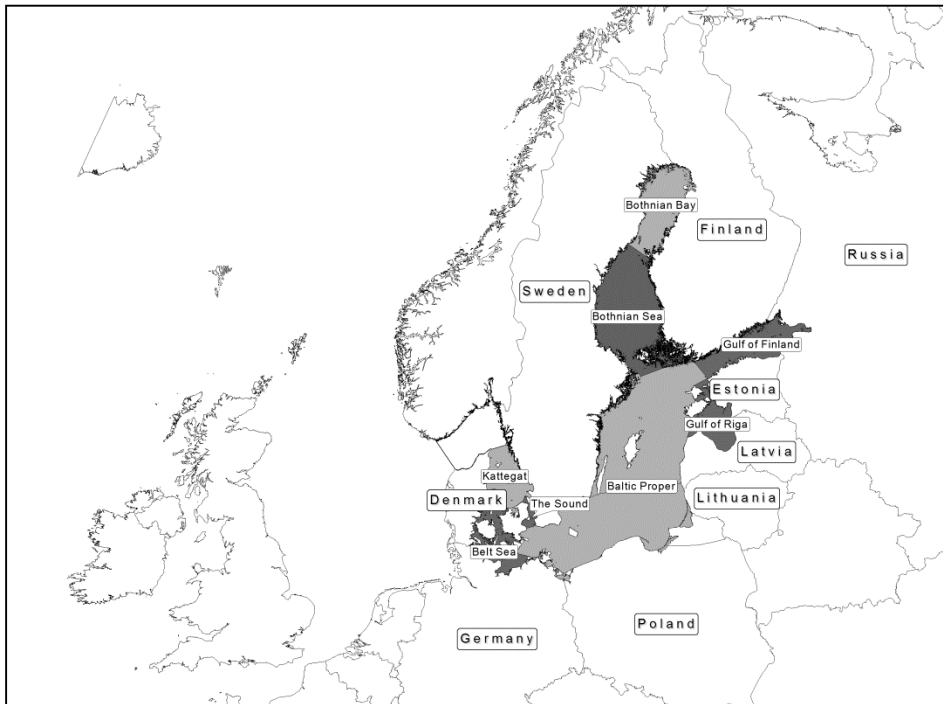 Bothnian Bay
Finland
Russia
Sweden
Bothnian Sea
Gulf of Finland
Estonia
Gulf of Riga
Latvia
Kattegat
Baltic Proper
Denmark
The Sound
Lithuania
Belt Sea
Germany
Poland